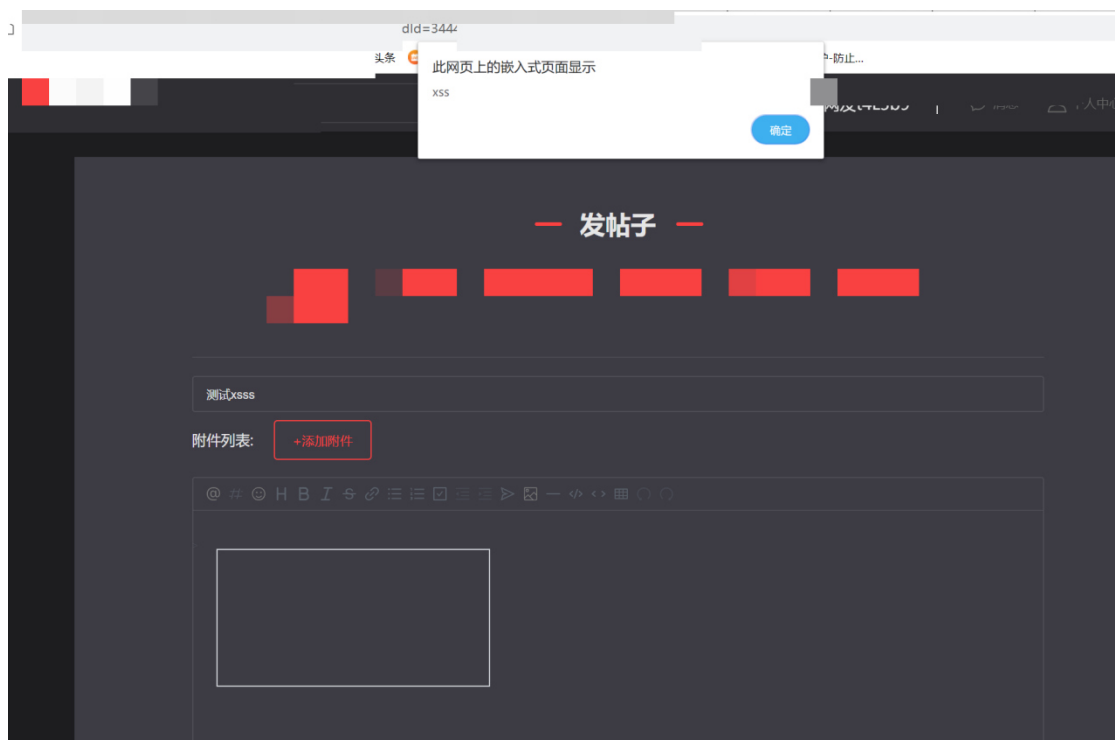 dId=3444
头条
-防止...
此网页上的嵌入式页面显示
xss
确定
发帖子
测试xsss
附件列表:
+添加附件